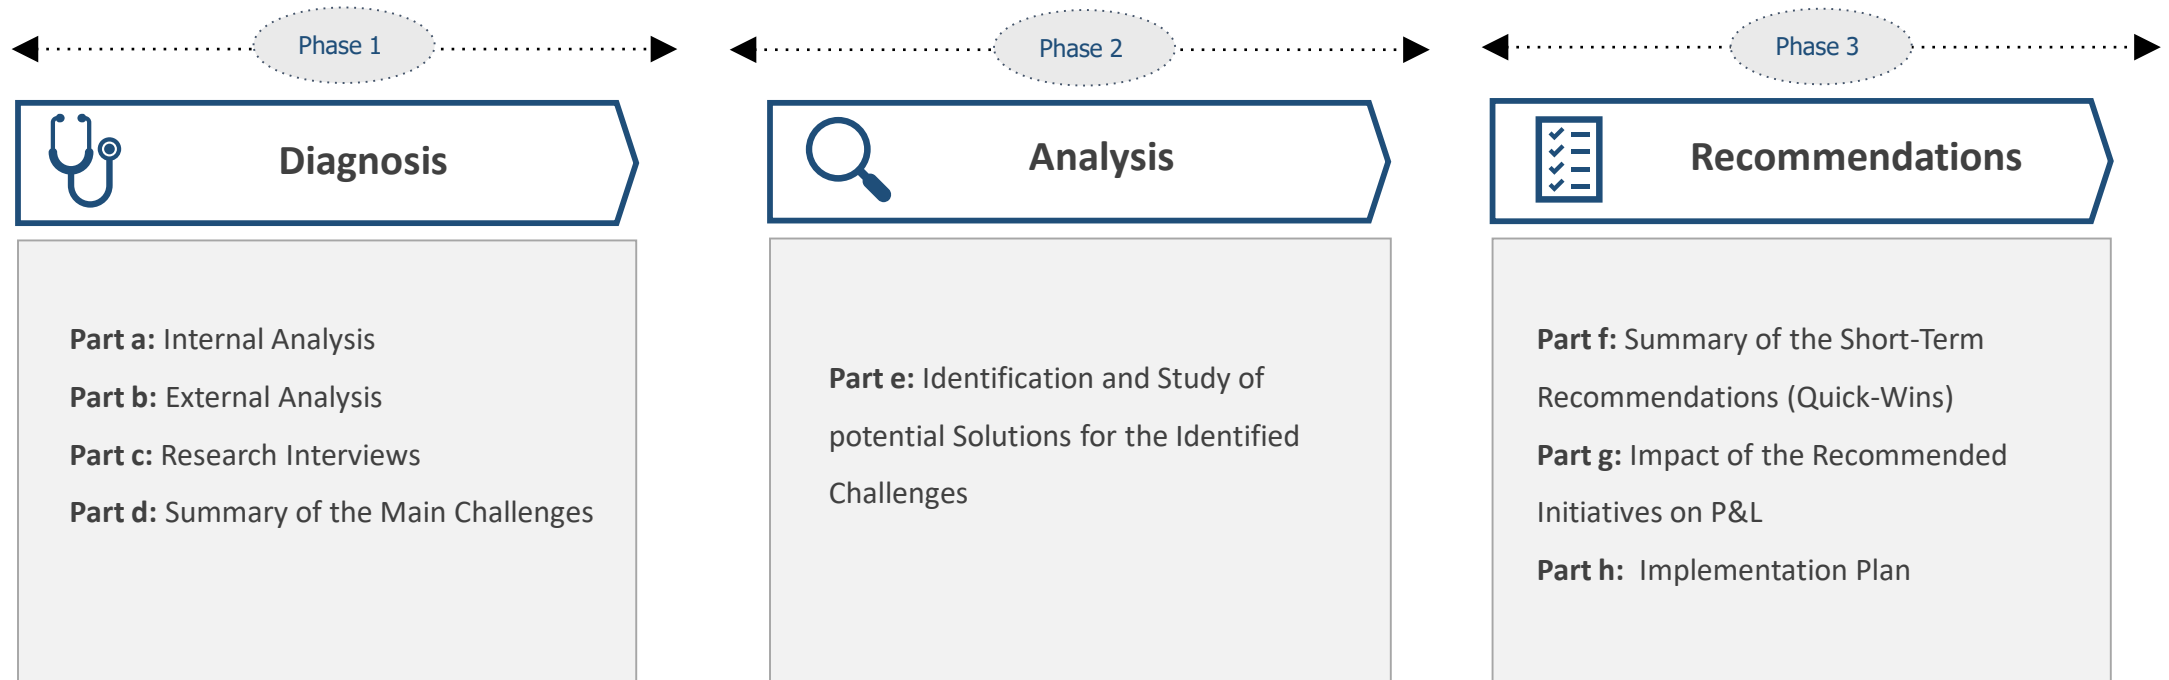 Phase 1
Diagnosis
Part a: Internal Analysis
Part b: External Analysis
Part c: Research Interviews
Part d: Summary of the Main Challenges
Phase 2
Analysis
Part e: Identification and Study of
potential Solutions for the Identified
Challenges
Phase 3
Recommendations
Part f: Summary of the Short-Term
Recommendations (Quick-Wins)
Part g: Impact of the Recommended
Initiatives on P&L
Part h: Implementation Plan